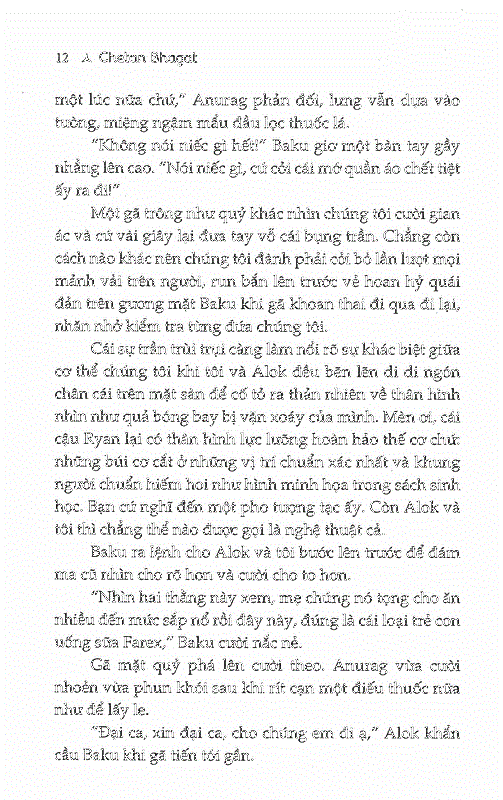 12 A Chetan Bhagat
một lúc nữa chứ,” Anurag phản đối, lưng vẫn dựa vào
tường, miệng ngậm mẩu đầu lọc thuốc lá.
“Không nói niếc gì hết!” Baku giơ một bàn tay gầy
nhẳng lên cao. “Nói niếc gì, cứ cởi cái mớ quần áo chết tiệt
ấy ra đi!”
Một gã trông như quỷ khác nhìn chúng tôi cười gian
ác và cứ vài giây lại đưa tay vỗ cái bụng trần. Chẳng còn
cách nào khác nên chúng tôi đành phải cởi bỏ lần lượt mọi
mảnh vải trên người, run bắn lên trước vẻ hoan hỷ quái
đản trên gương mặt Baku khi gã khoan thai đi qua đi lại,
nhăn nhở kiểm tra từng đứa chúng tôi.
Cái sự trần trùi trụi càng làm nổi rõ sự khác biệt giữa
cơ thể chúng tôi khi tôi và Alok đều bẽn lẽn di di ngón
chân cái trên mặt sàn để cố tỏ ra thản nhiên về thân hình
nhìn như quả bóng bay bị vặn xoáy của mình. Mèn ơi, cái
cậu Ryan lại có thân hình lực lưỡng hoàn hảo thế cơ chứ:
những búi cơ cắt ở những vị trí chuẩn xác nhất và khung
người chuẩn hiếm hoi như hình minh họa trong sách sinh
học. Bạn cứ nghĩ đến một pho tượng tạc ấy. Còn Alok và
tôi thì chẳng thể nào được gọi là nghệ thuật cả.
Baku ra lệnh cho Alok và tôi bước lên trước để đám
ma cũ nhìn cho rõ hơn và cười cho to hơn.
“Nhìn hai thằng này xem, mẹ chúng nó tọng cho ăn
nhiều đến mức sắp nổ rồi đây này, đúng là cái loại trẻ con
uống sữa Farex,” Baku cười nắc nẻ.
Gã mặt quỷ phá lên cười theo. Anurag vừa cười
nhoẻn vừa phun khói sau khi rít cạn một điếu thuốc nữa
như để lấy le.
“Đại ca, xin đại ca, cho chúng em đi ạ,” Alok khẩn
cầu Baku khi gã tiến tới gần.